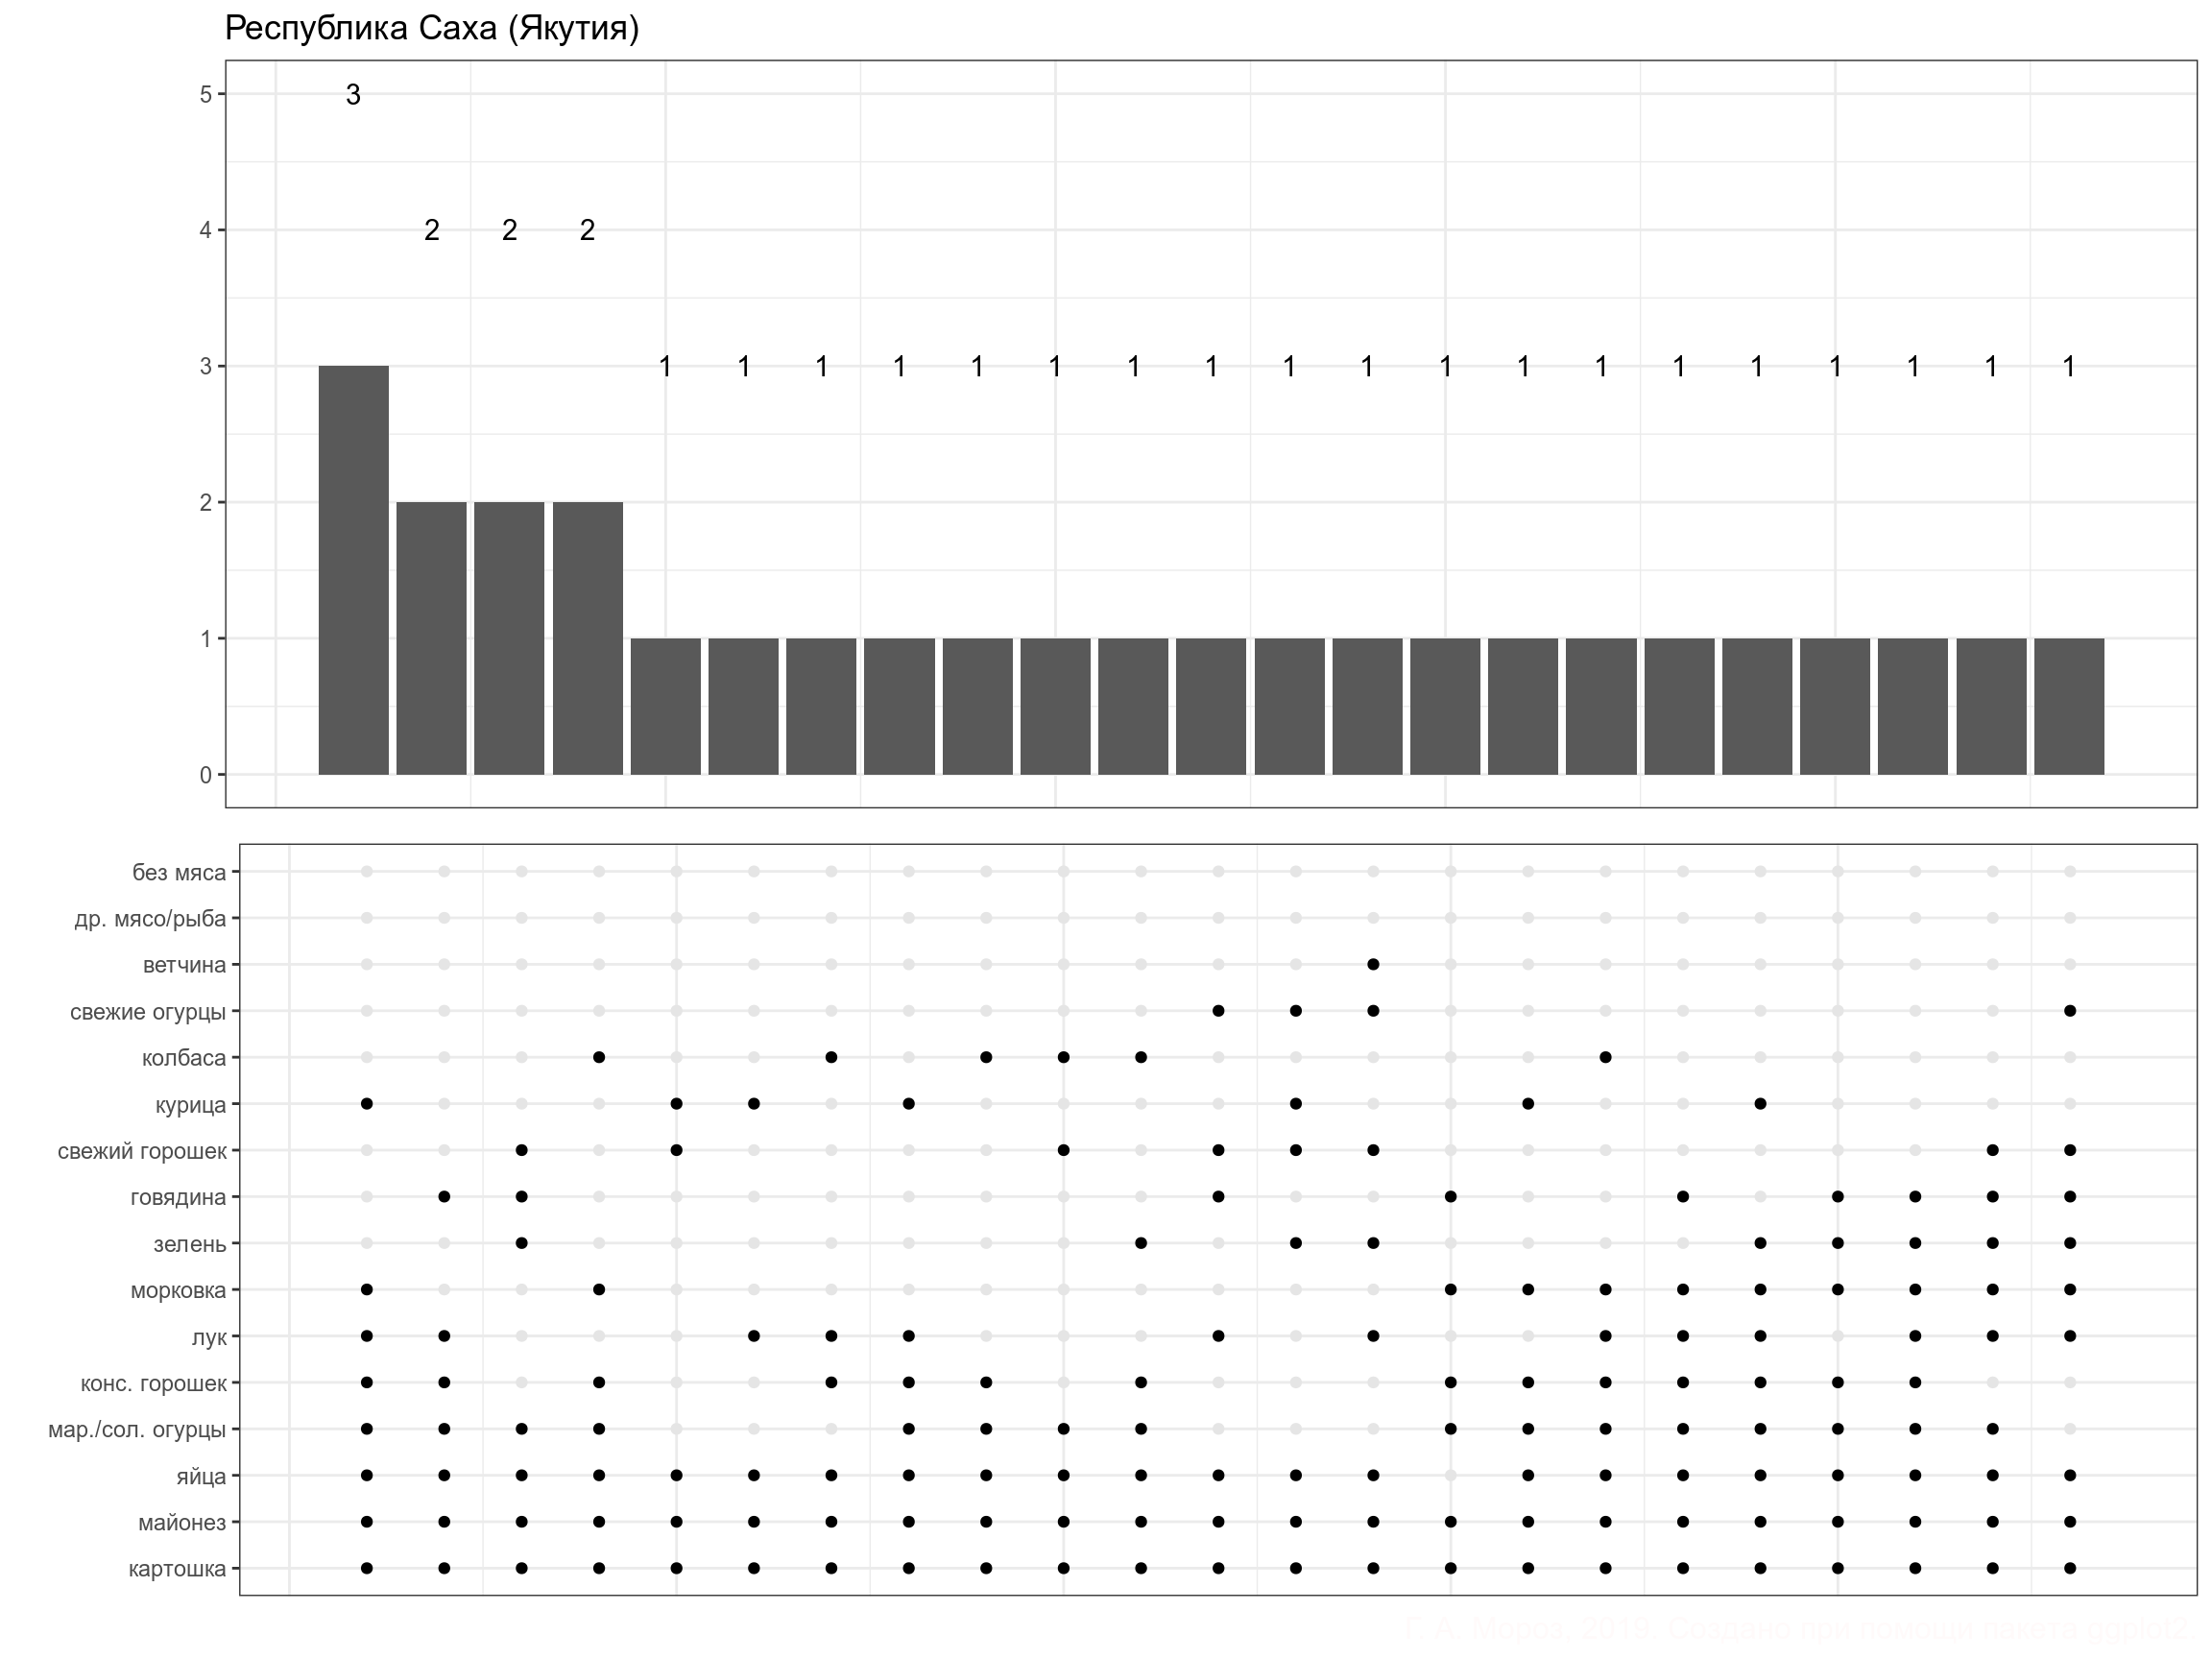 Республика Саха (Якутия)
5
3
4
2 2 2
3
1 1 1 1 1 1 1 1 1 1 1 1 1 1 1 1 1 1 1
2
1
0
без мяса
др. мясо/рыба
ветчина
свежие огурцы
колбаса
курица
свежий горошек
говядина
зелень
морковка
лук
конс. горошек
мар./сол. огурцы
яйца
майонез
картошка
Г. А. Мороз, 2019, Создано при помощи пакета ggplot2.